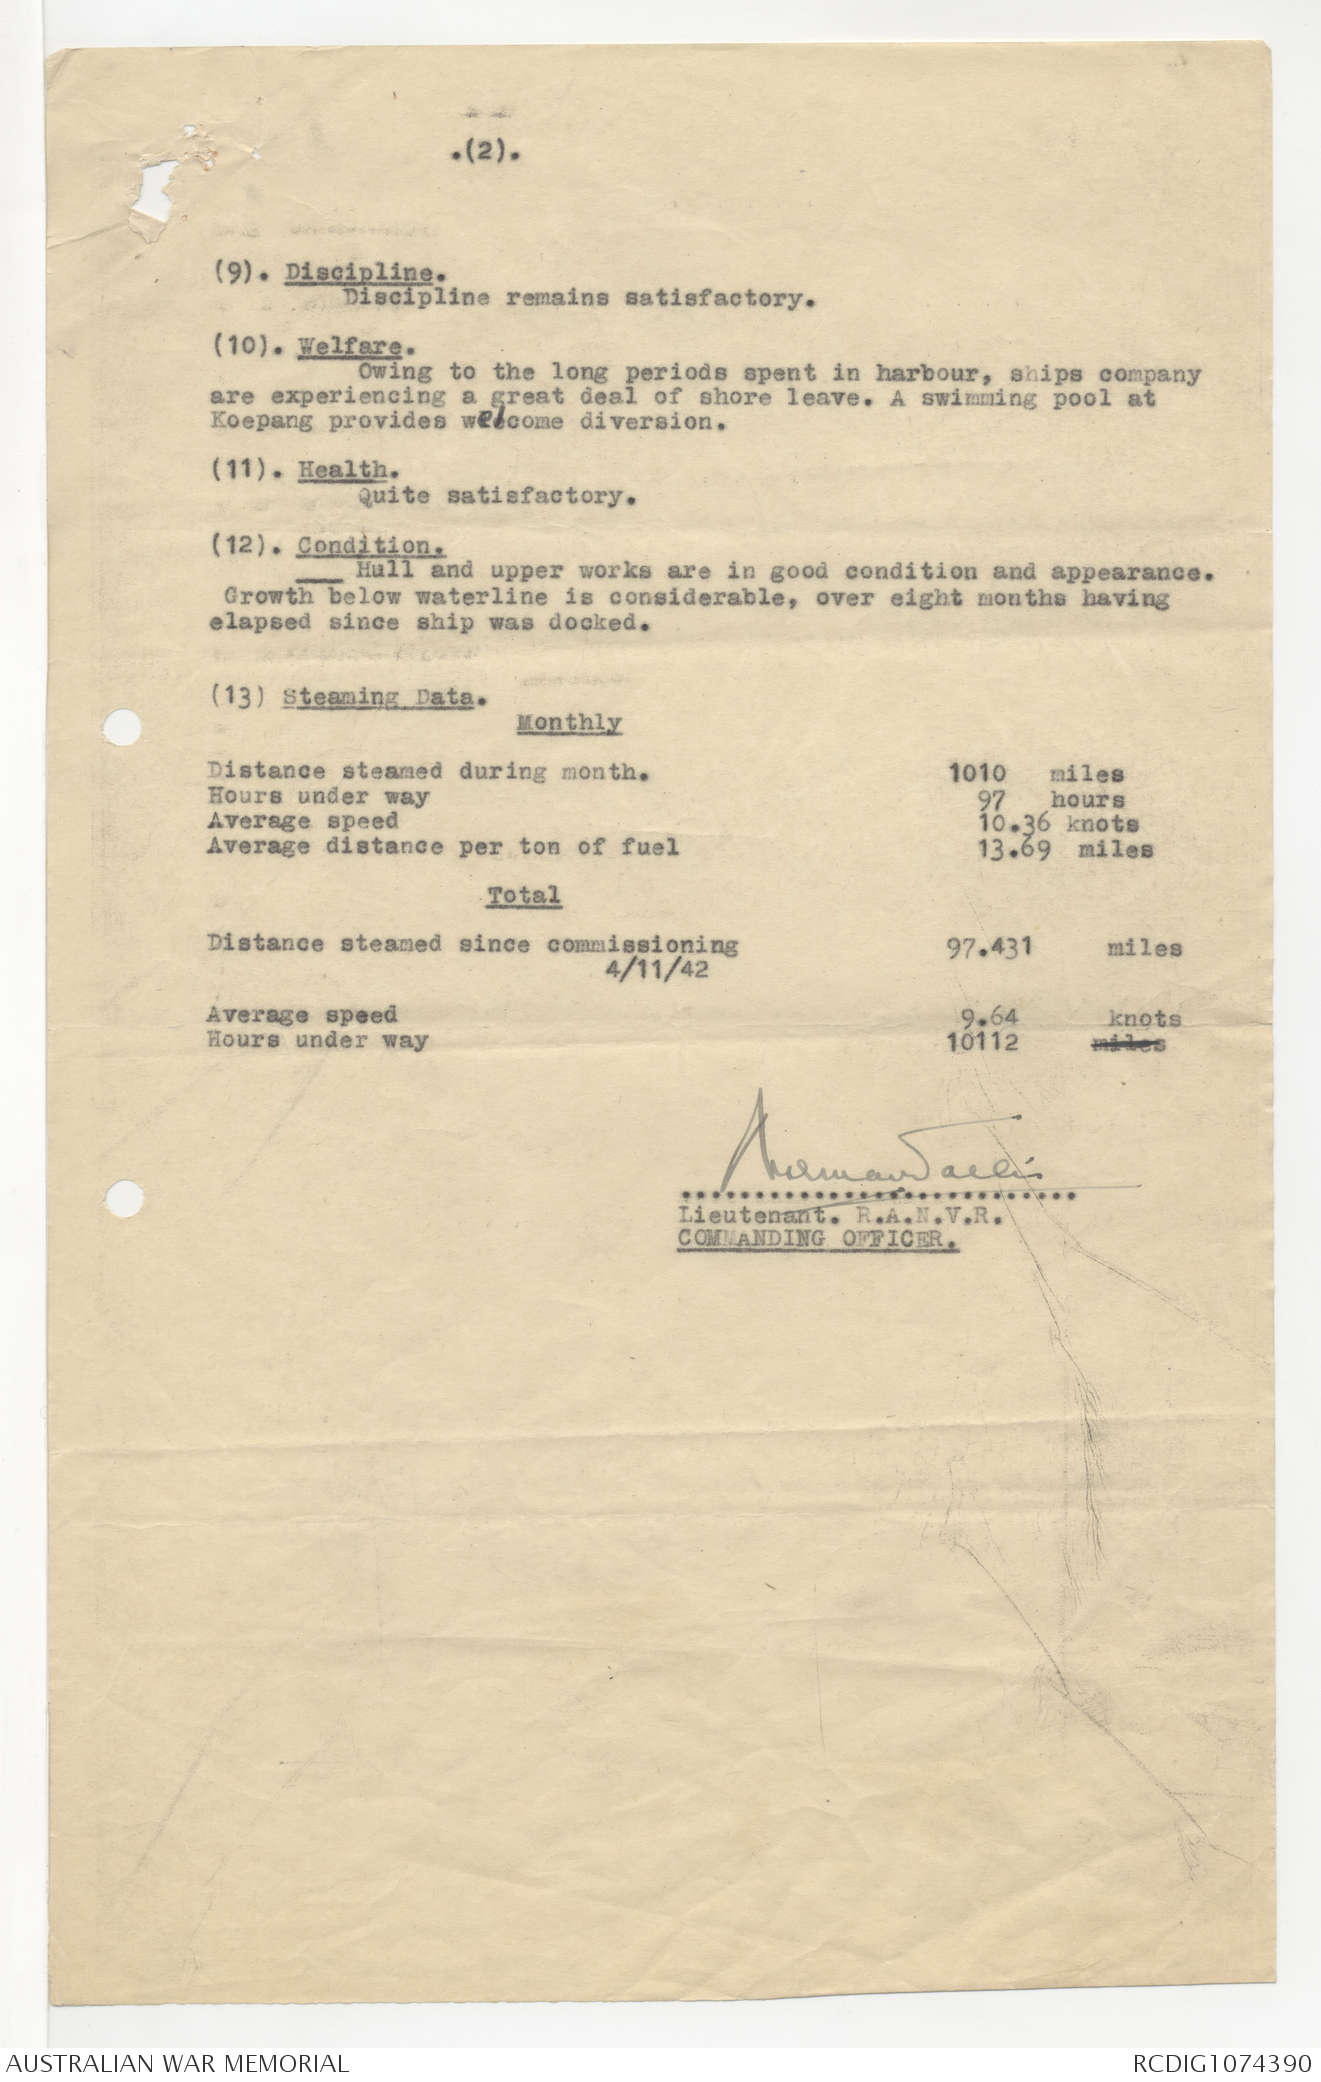 .(2).
(9). Discipline.
Discipline remains satisfactory.
(10). Welfare.
Owing to the long periods spent in harbour, ships company
are experiencing a great deal of shore leave. A swimming pool at
Koepang provides welcome diversion.
(11). Health.
Quite satisfactory.
(12). Condition.
Hull and upper works are in good condition and appearance.
Growth below waterline is considerable, over eight months having
elapsed since ship was docked.
(13) Steaming Data.
Monthly
Distance steamed during month. 1010 miles
Hours under way 97 hours
Average speed 10.36 knots
Average distance per ton of fuel 13.69 miles
Total
Distance steamed since commissioning 97.431 miles
4/11/42
Average speed 9.64 knots
Hours under way 10112 miles
Norman Tallis
...........................
Lieutenant. R.A.N.V.R.
COMMANDING OFFICER.
AUSTRALIAN WAR MEMORIAL RCDIG1074390